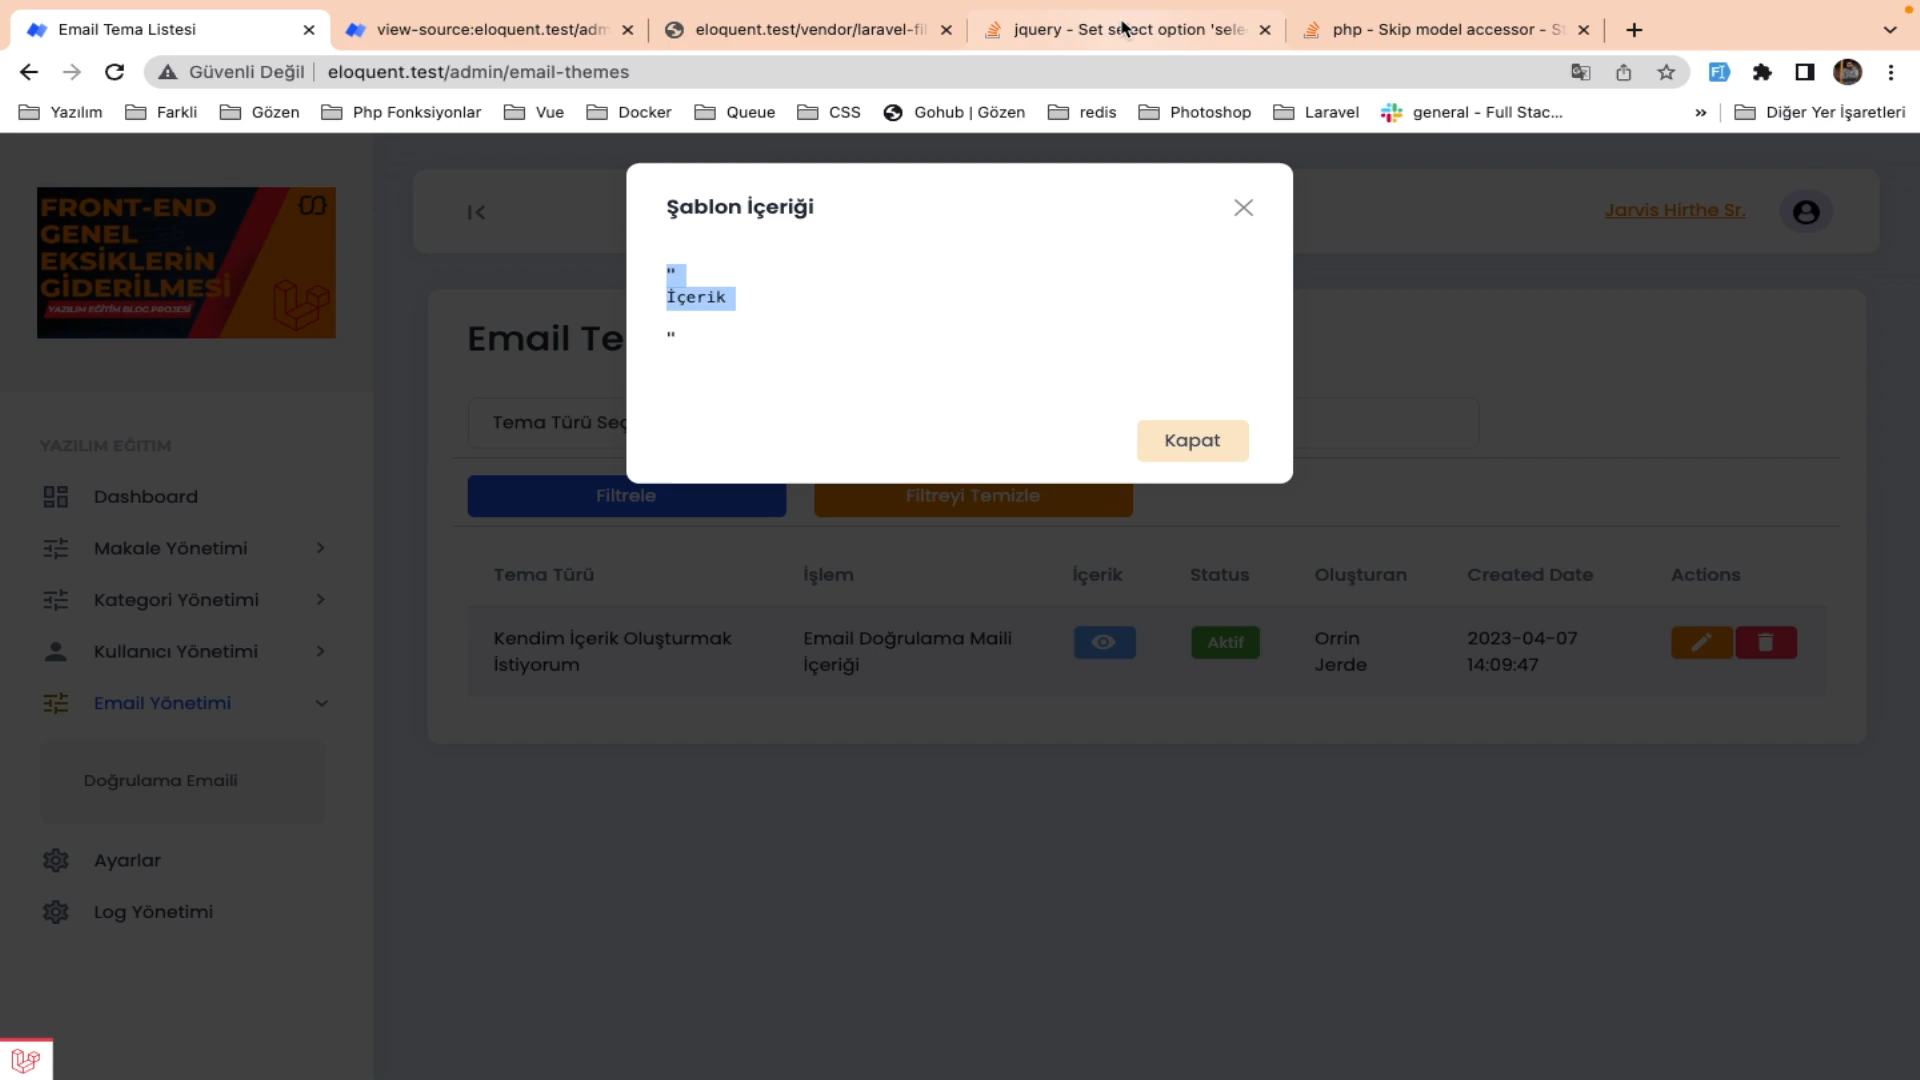 Email Tema Listesi
view-source:eloquent.test/adm
eloquent.test/vendor/laravel-fil
jquery - Set select option 'sele
php - Skip model accessor - St
Güvenli Değil
eloquent.test/admin/email-themes
Yazılım
Farkli
Gözen
Php Fonksiyonlar
Vue
Docker
Queue
CSS
Gohub | Gözen
redis
Photoshop
Laravel
general - Full Stac...
»
Diğer Yer İşaretleri
FRONT-END
GENEL
EKSİKLERİN
GİDERİLMESİ
YAZILIM EĞİTİM BLOG PROJESİ
Jarvis Hirthe Sr.
Şablon İçeriği
"
İçerik
"
Kapat
Email Te
Tema Türü Seç
Filtrele
Filtreyi Temizle
YAZILIM EĞİTIM
Dashboard
Makale Yönetimi
Kategori Yönetimi
Kullanıcı Yönetimi
Email Yönetimi
Doğrulama Emaili
Ayarlar
Log Yönetimi
Tema Türü
İşlem
İçerik
Status
Oluşturan
Created Date
Actions
Kendim İçerik Oluşturmak
İstiyorum
Email Doğrulama Maili
İçeriği
Aktif
Orrin
Jerde
2023-04-07
14:09:47